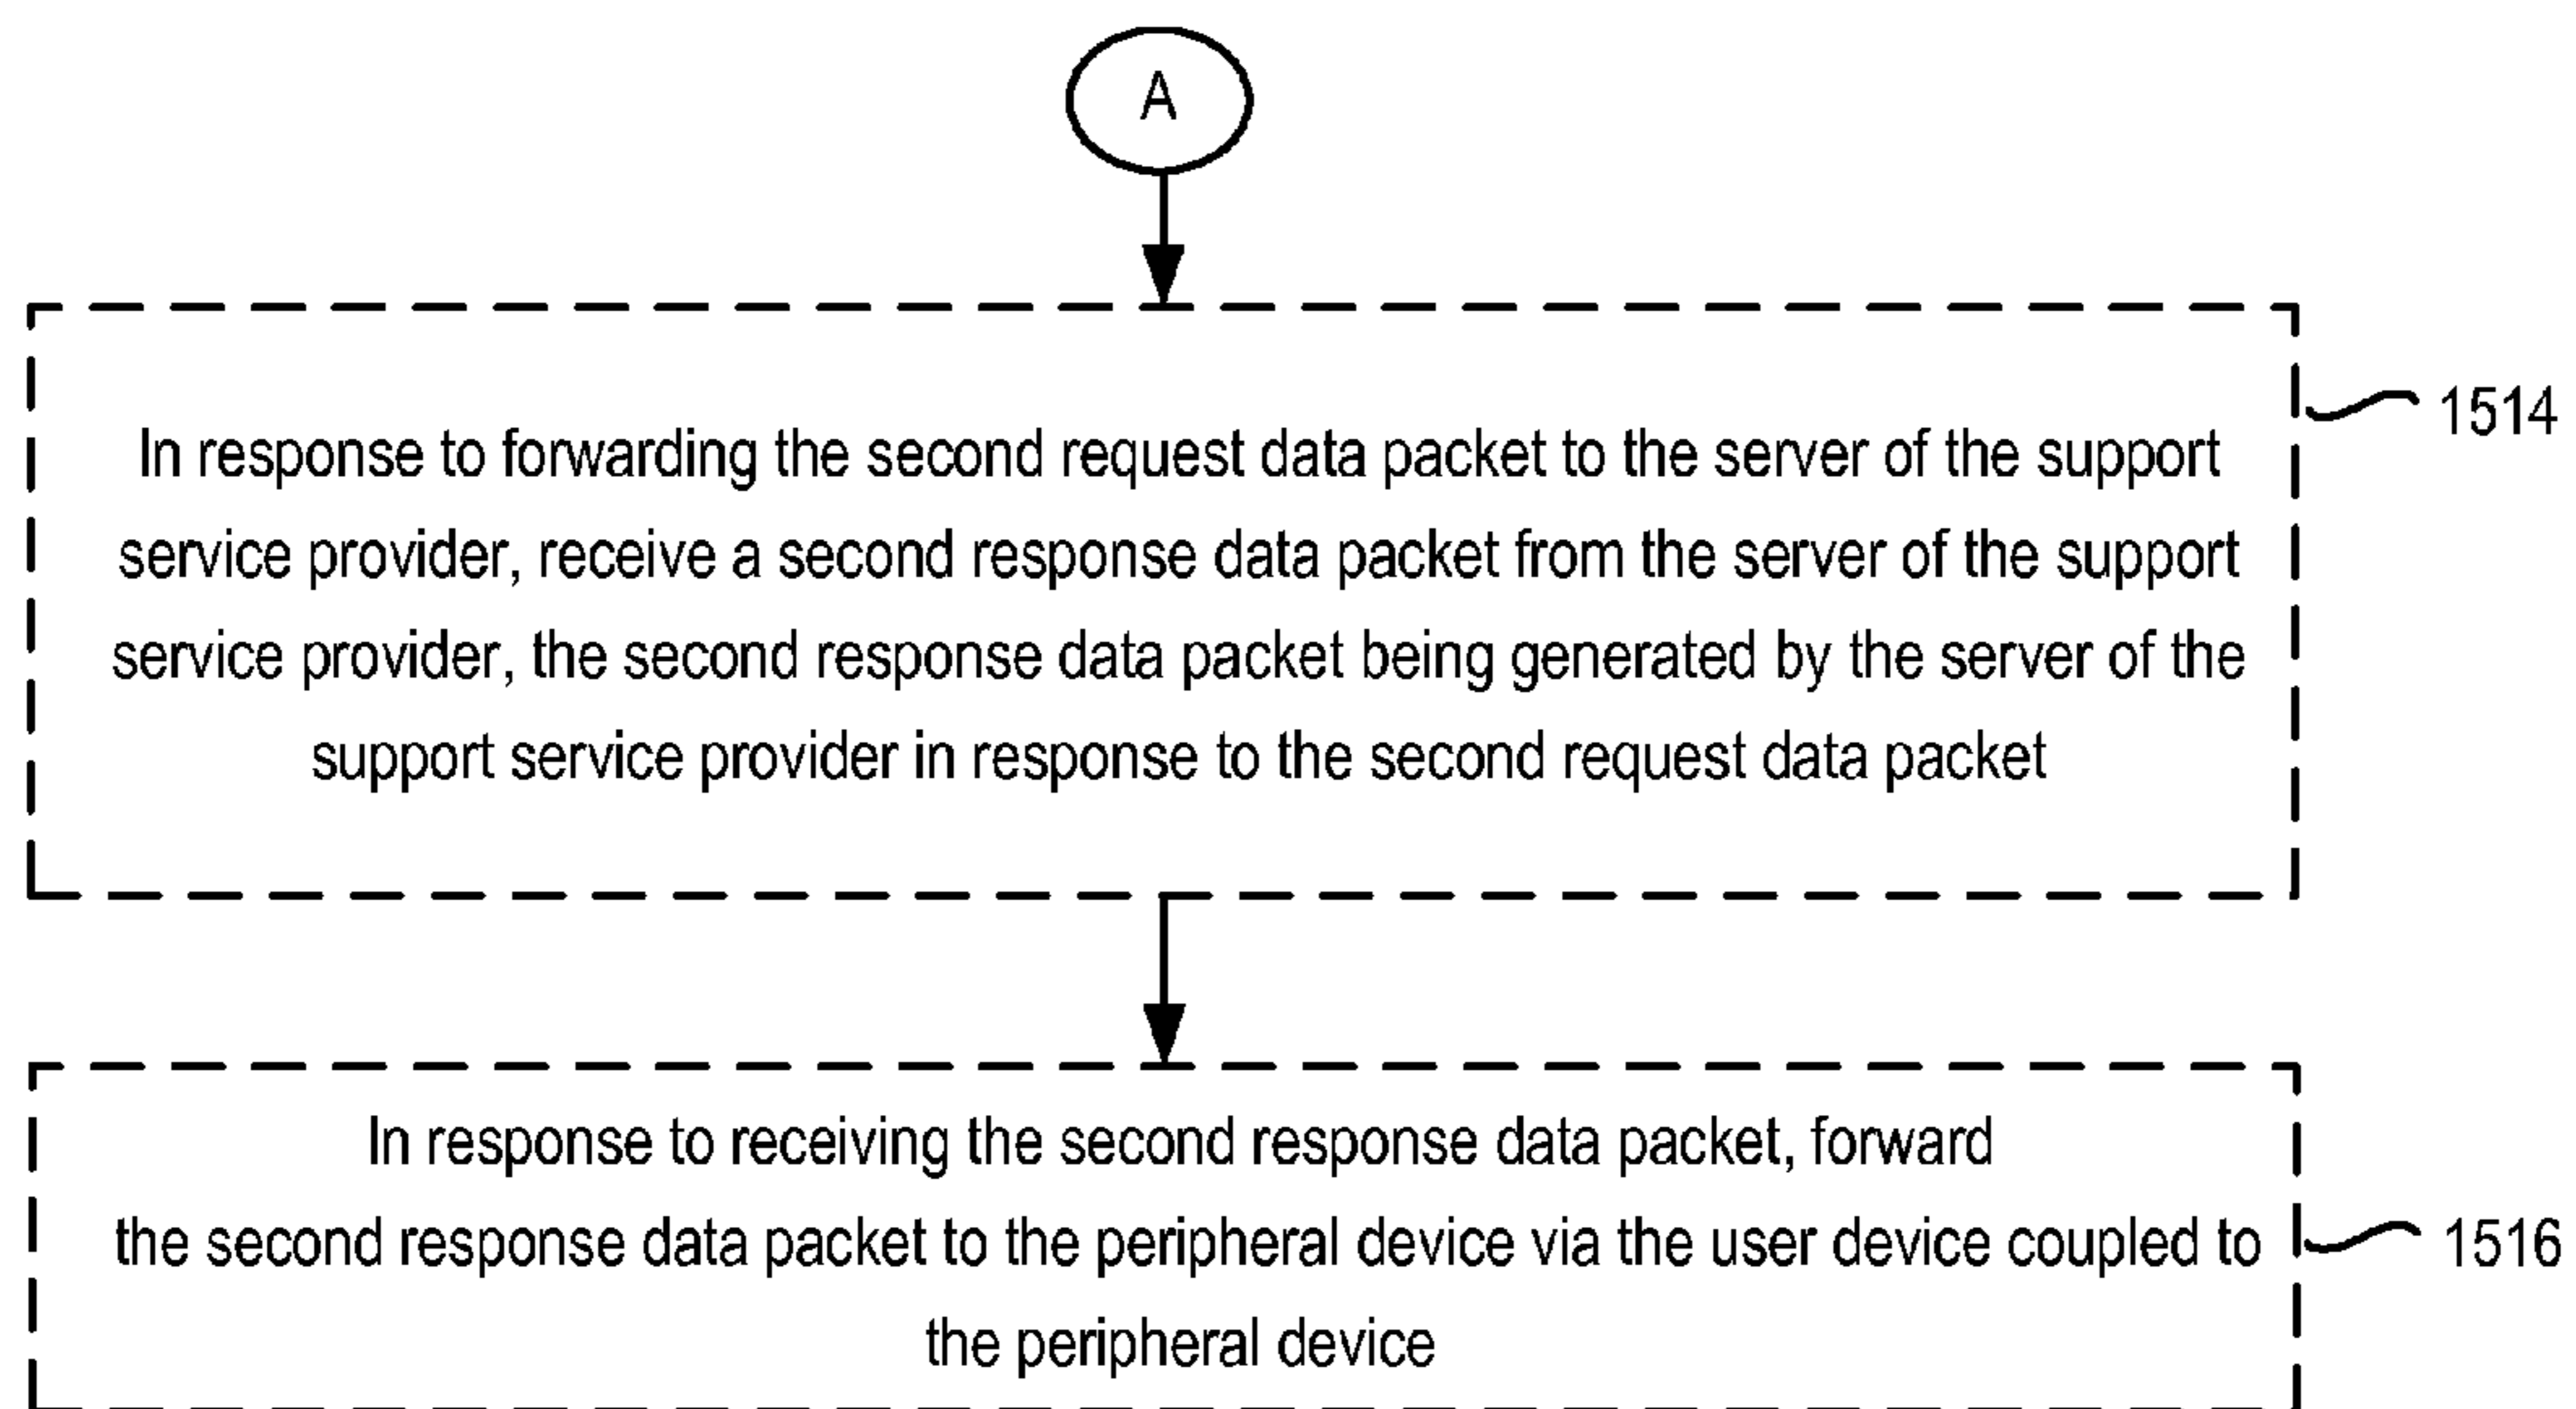 A
In response to forwarding the second request data packet to the server of the support
service provider, receive a second response data packet from the server of the support
service provider, the second response data packet being generated by the server of the
support service provider in response to the second request data packet
1514
In response to receiving the second response data packet, forward
the second response data packet to the peripheral device via the user device coupled to
the peripheral device
1516